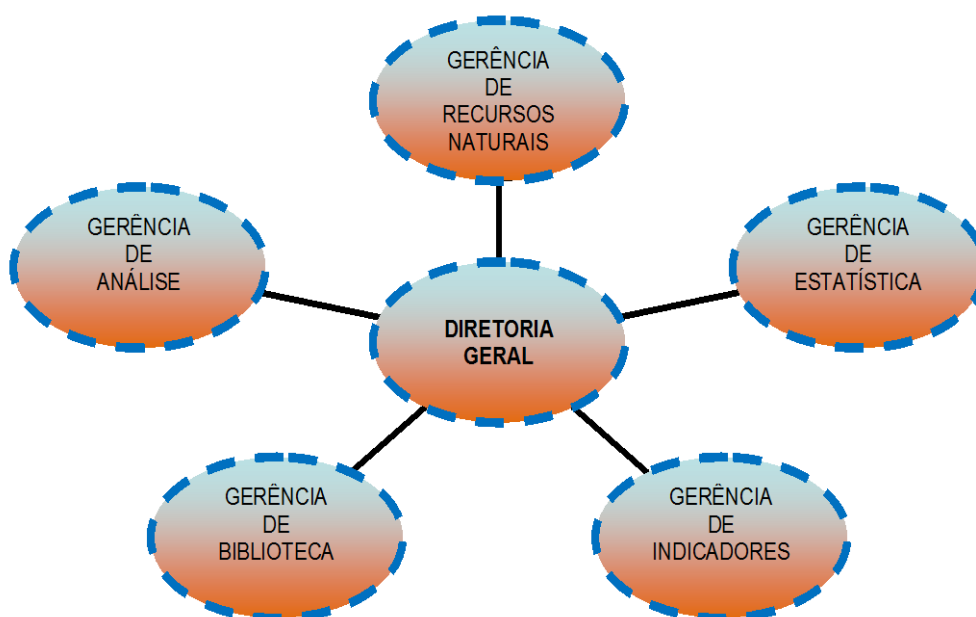 GERÊNCIA
DE
RECURSOS
NATURAIS
GERÊNCIA
DE
ANÁLISE
GERÊNCIA
DE
ESTATÍSTICA
DIRETORIA
GERAL
GERÊNCIA
DE
BIBLIOTECA
GERÊNCIA
DE
INDICADORES